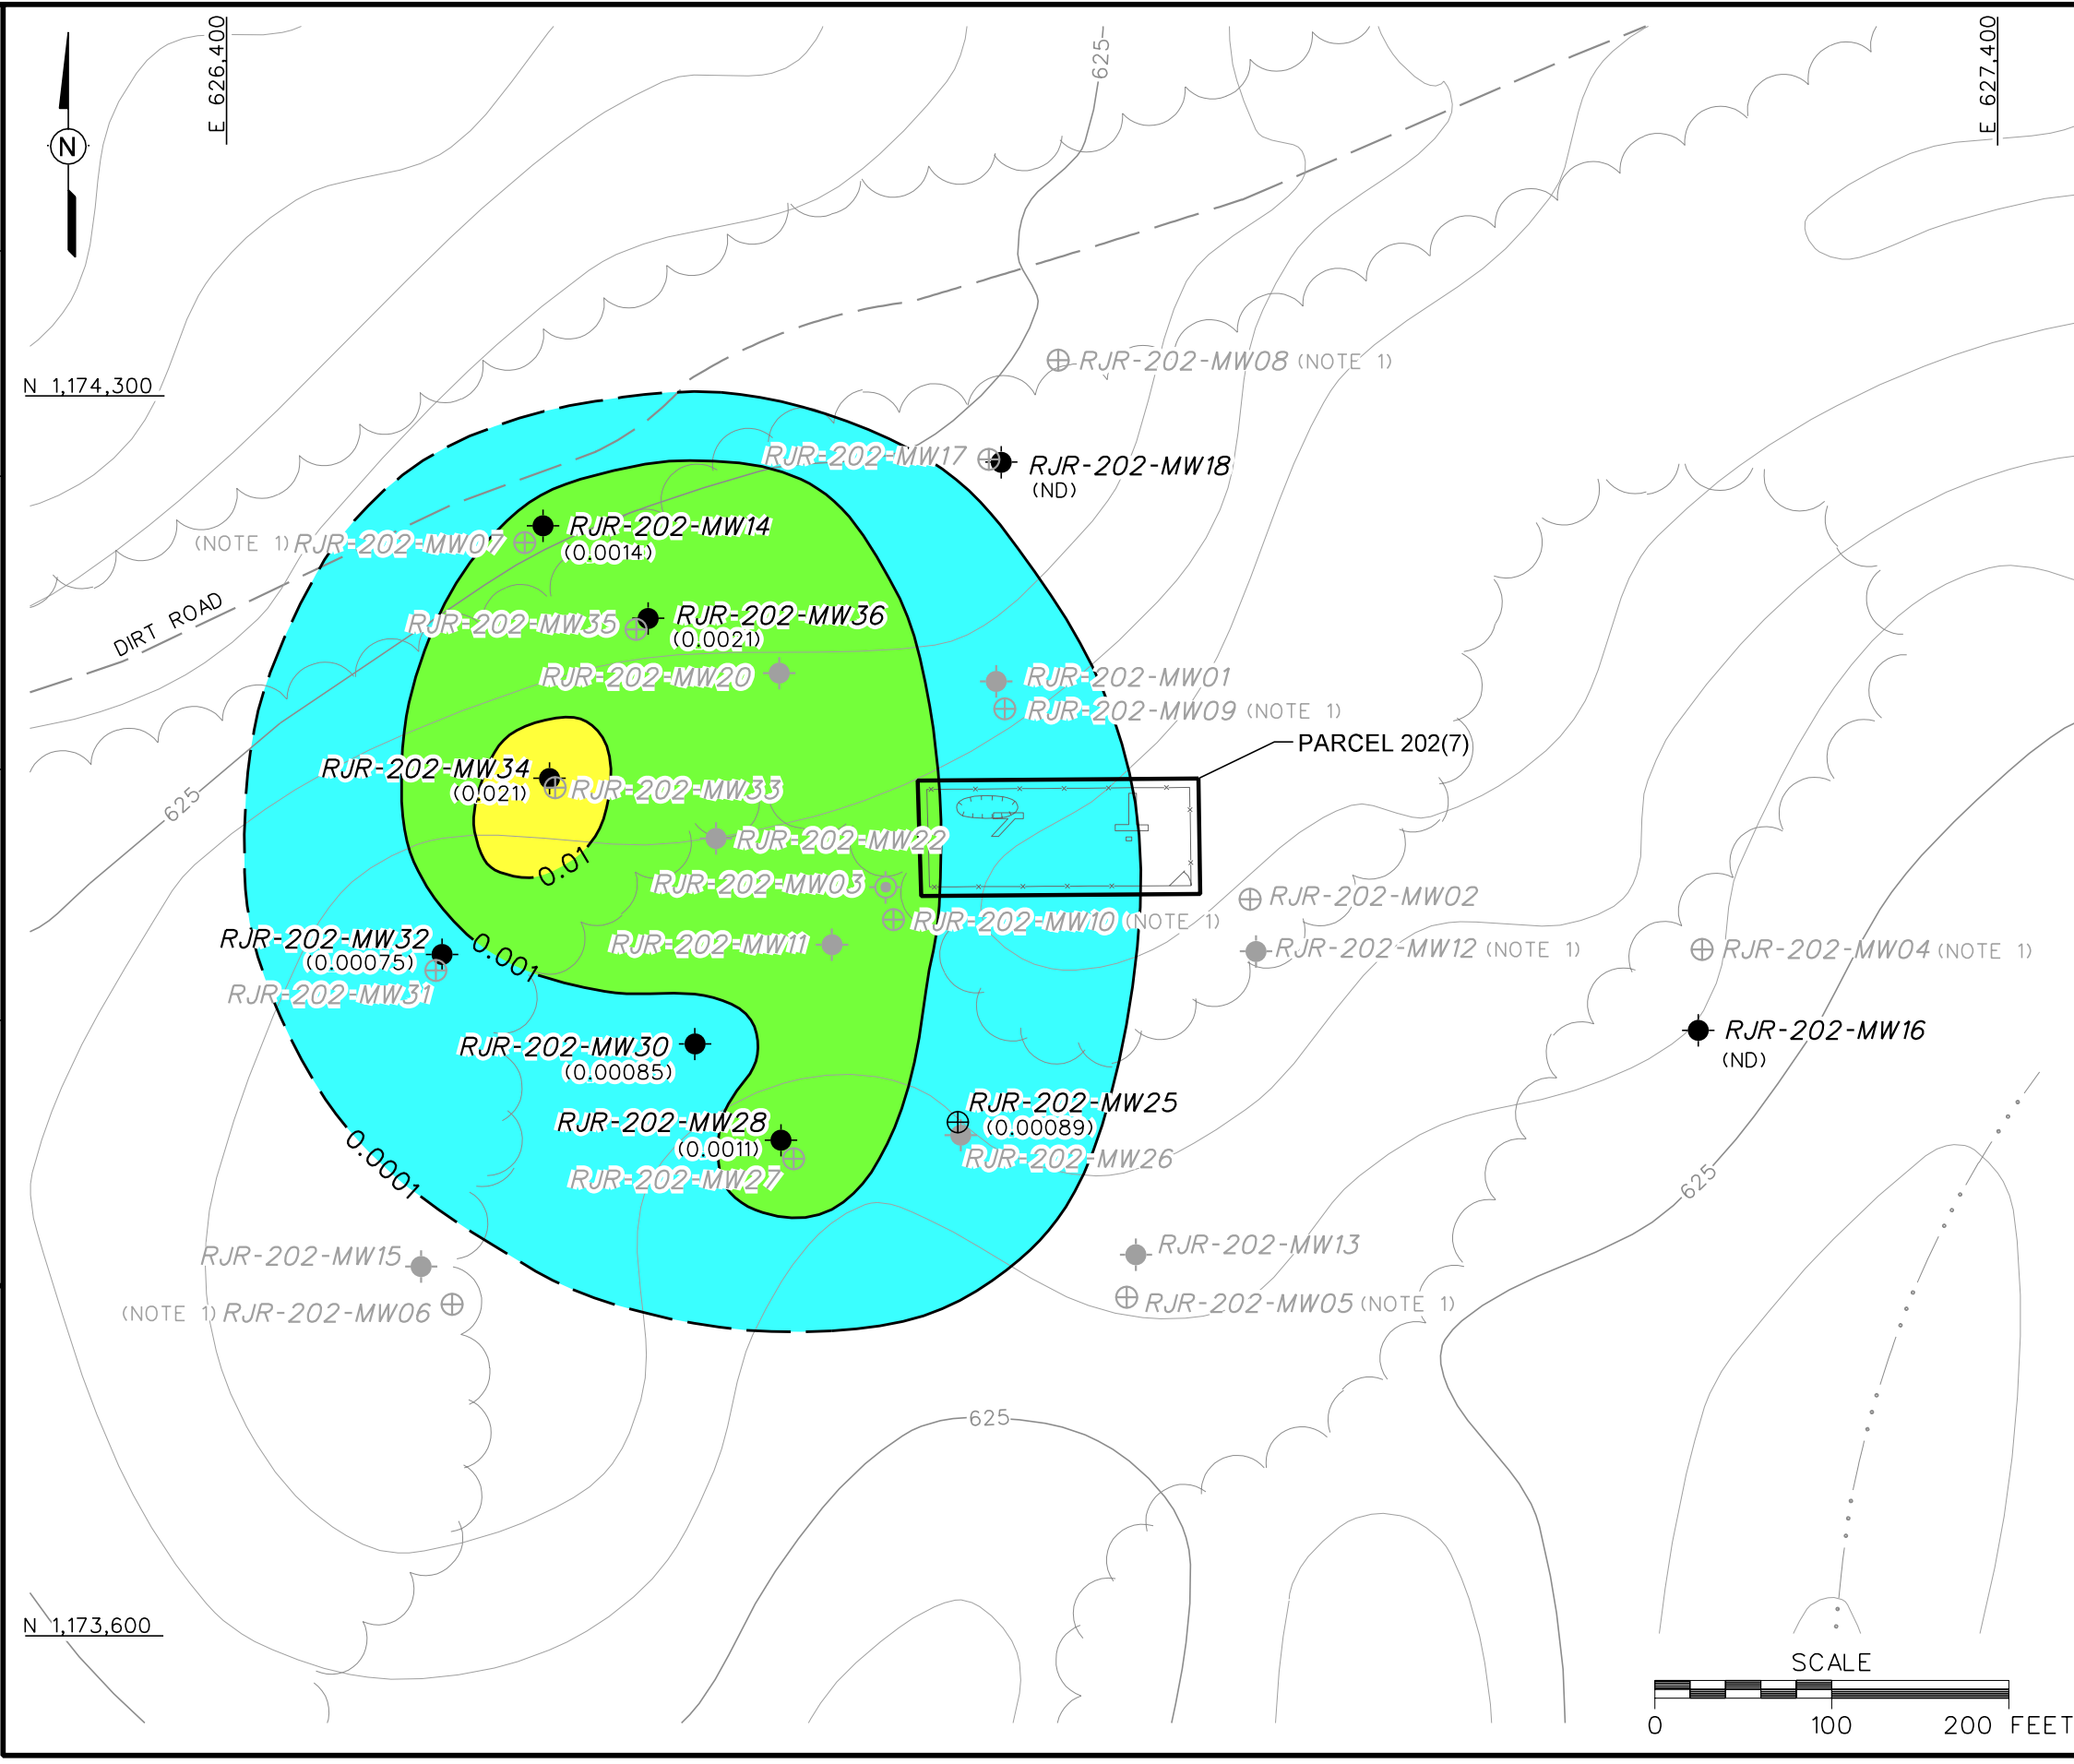 E 626,400
E 627,400
625
N
N 1,174,300
RJR-202-MW08 (NOTE 1)
RJR-202-MW17
RJR-202-MW18
(ND)
RJR-202-MW14
(0.0014)
(NOTE 1) RJR-202-MW07
DIRT ROAD
RJR-202-MW36
(0.0021)
RJR-202-MW35
RJR-202-MW20
RJR-202-MW01
RJR-202-MW09 (NOTE 1)
PARCEL 202(7)
RJR-202-MW34
(0.021)
RJR-202-MW33
625
RJR-202-MW22
0.01
RJR-202-MW03
RJR-202-MW02
RJR-202-MW10 (NOTE 1)
RJR-202-MW11
RJR-202-MW12 (NOTE 1)
RJR-202-MW04 (NOTE 1)
RJR-202-MW32
(0.00075)
0.001
RJR-202-MW31
RJR-202-MW16
(ND)
RJR-202-MW30
(0.00085)
RJR-202-MW25
(0.00089)
RJR-202-MW28
(0.0011)
RJR-202-MW26
RJR-202-MW27
0.0001
625
RJR-202-MW15
RJR-202-MW13
(NOTE 1) RJR-202-MW06
RJR-202-MW05 (NOTE 1)
625
N 1,173,600
SCALE
0 100 200 FEET